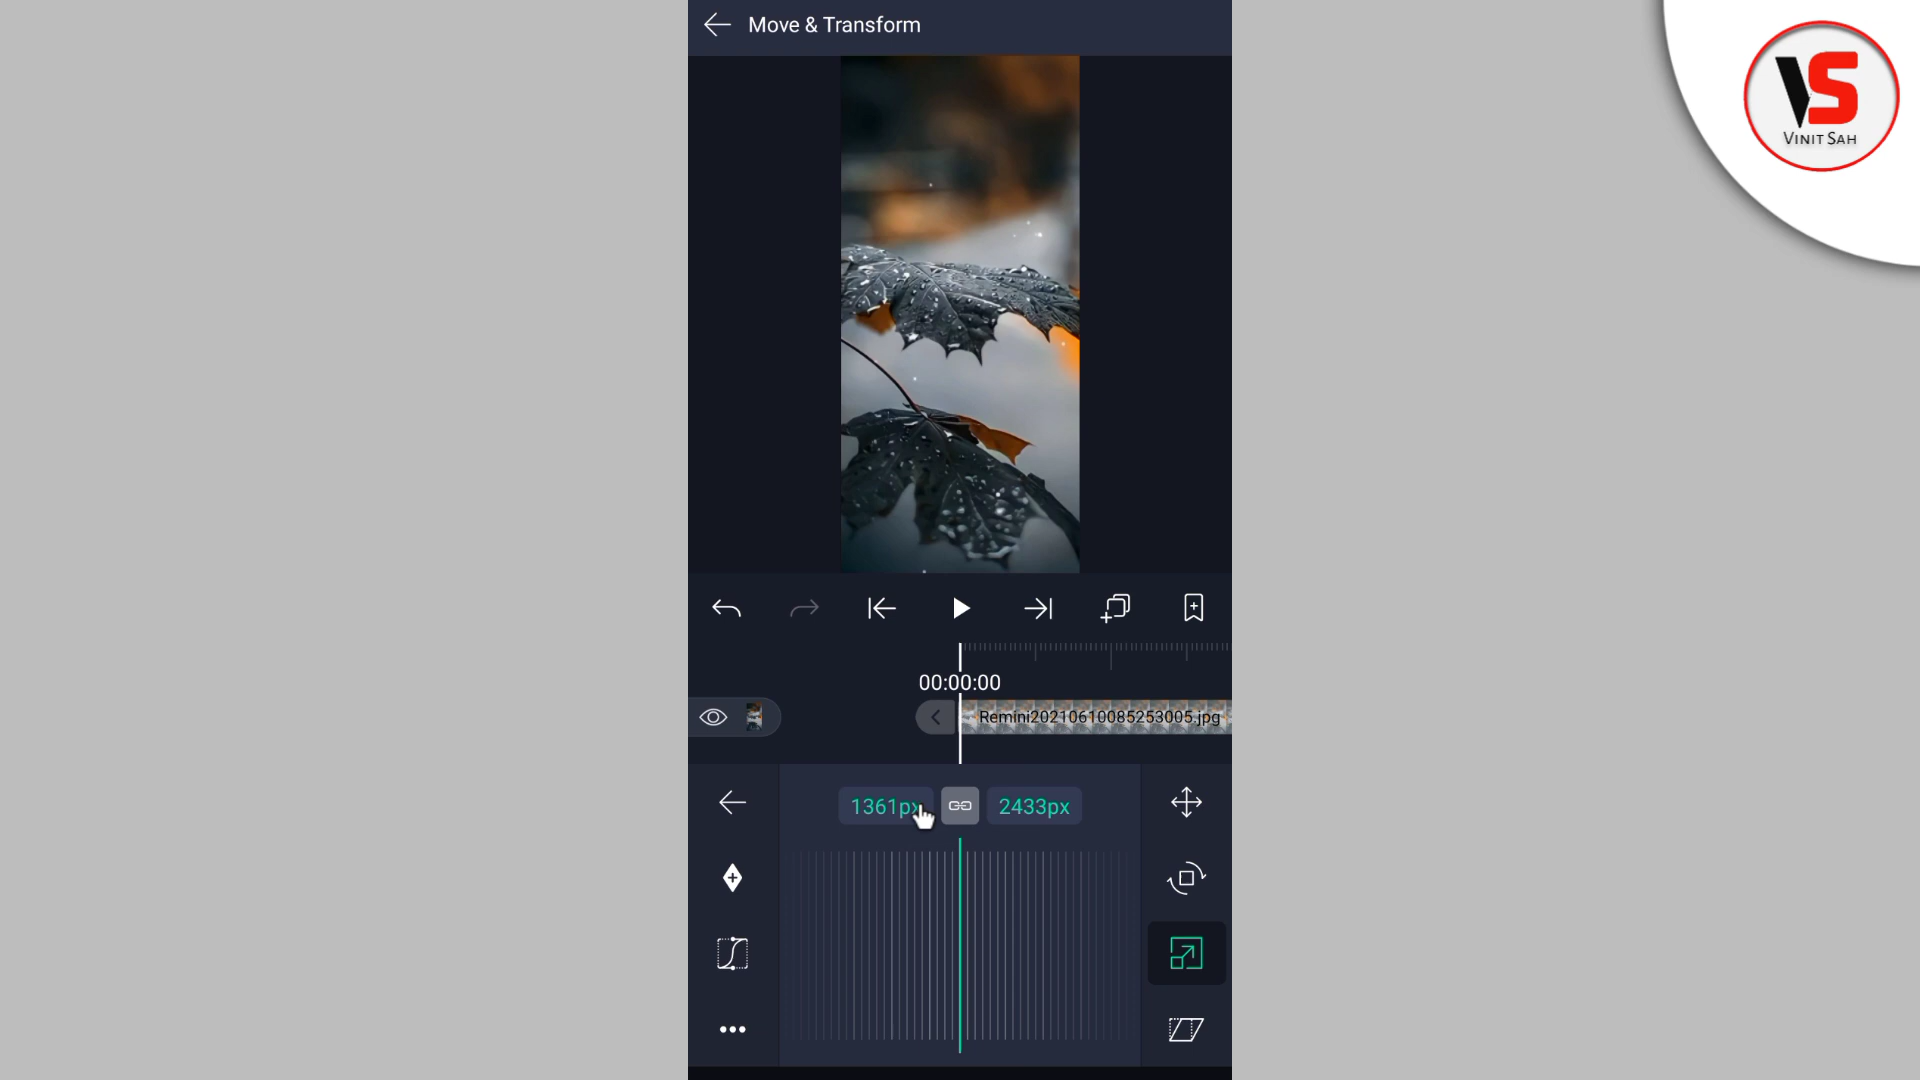 Move & Transform
VS
VINIT SAH
00:00:00
Remini20210610085253005.jpg
1361px
2433px